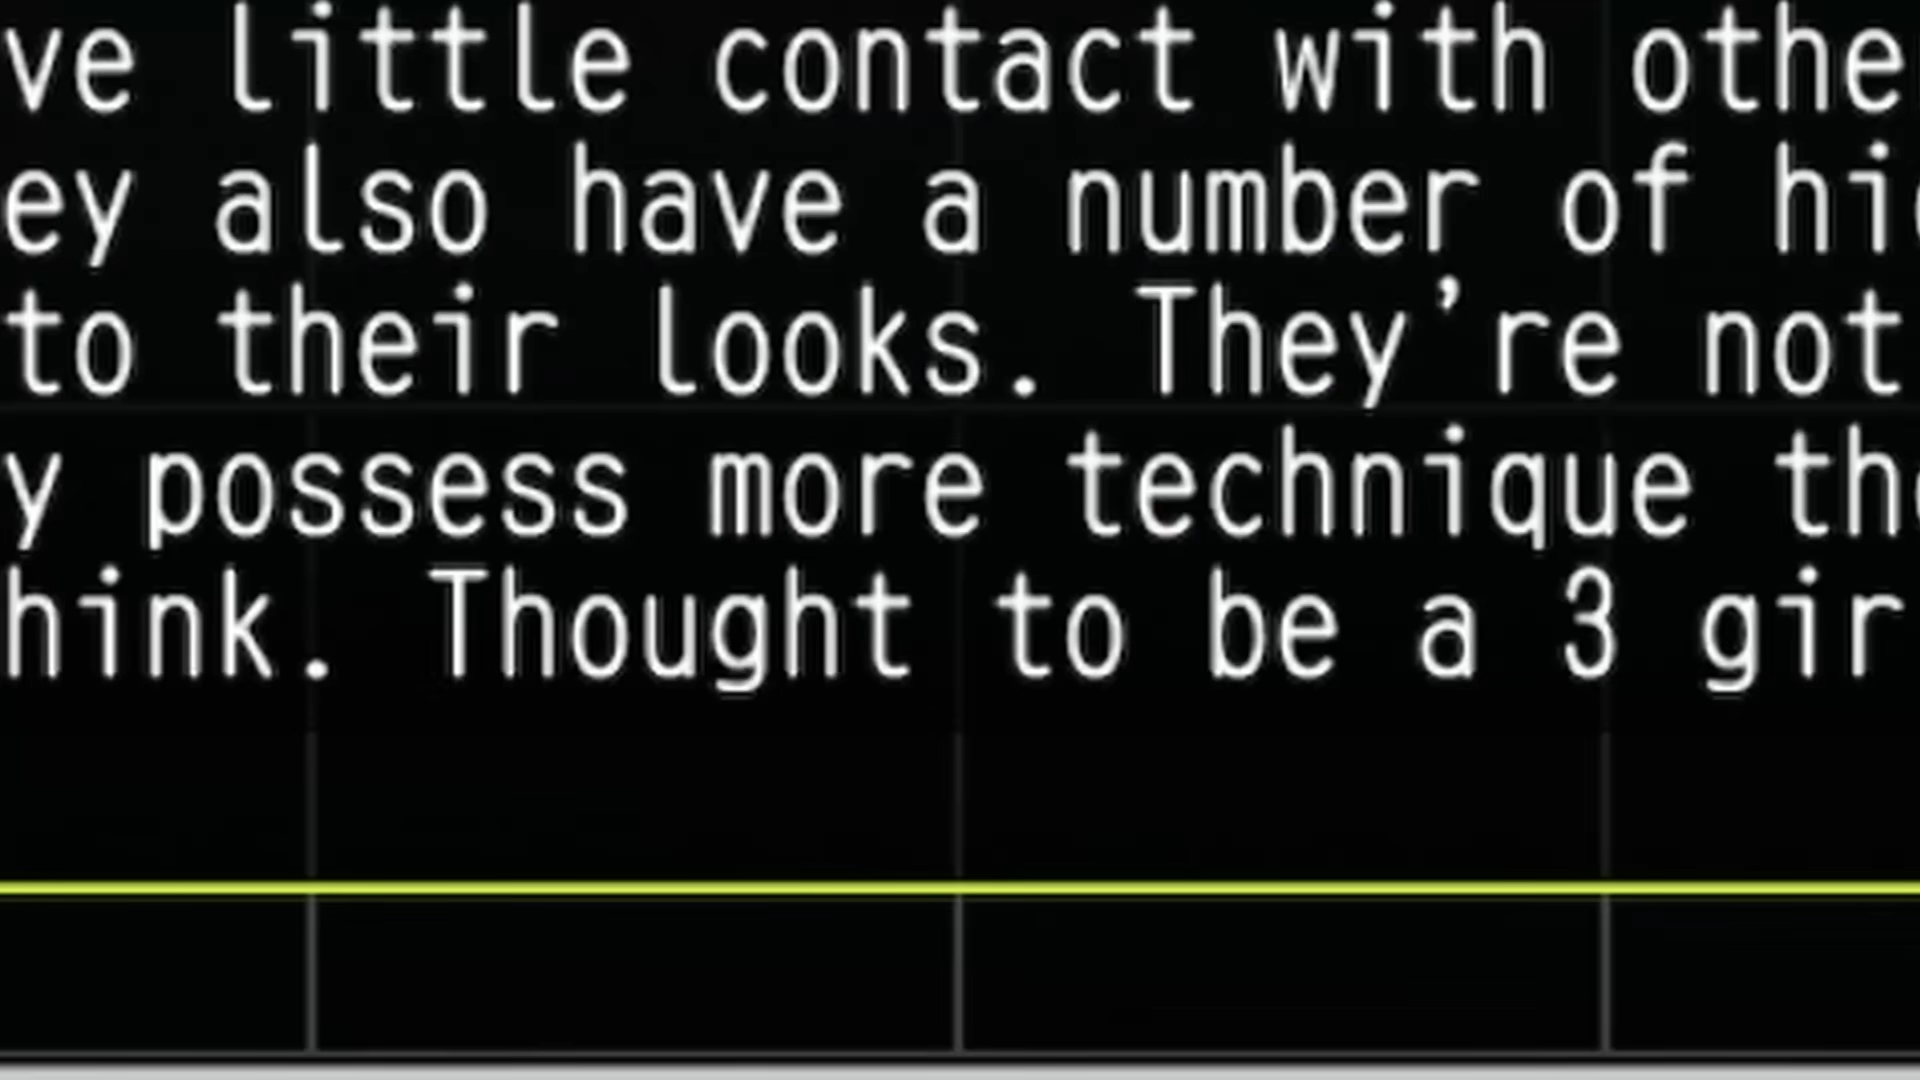 ve little contact with othe
ey also have a number of hi
to their looks. They're not
y possess more technique th
hink. Thought to be a 3 gir